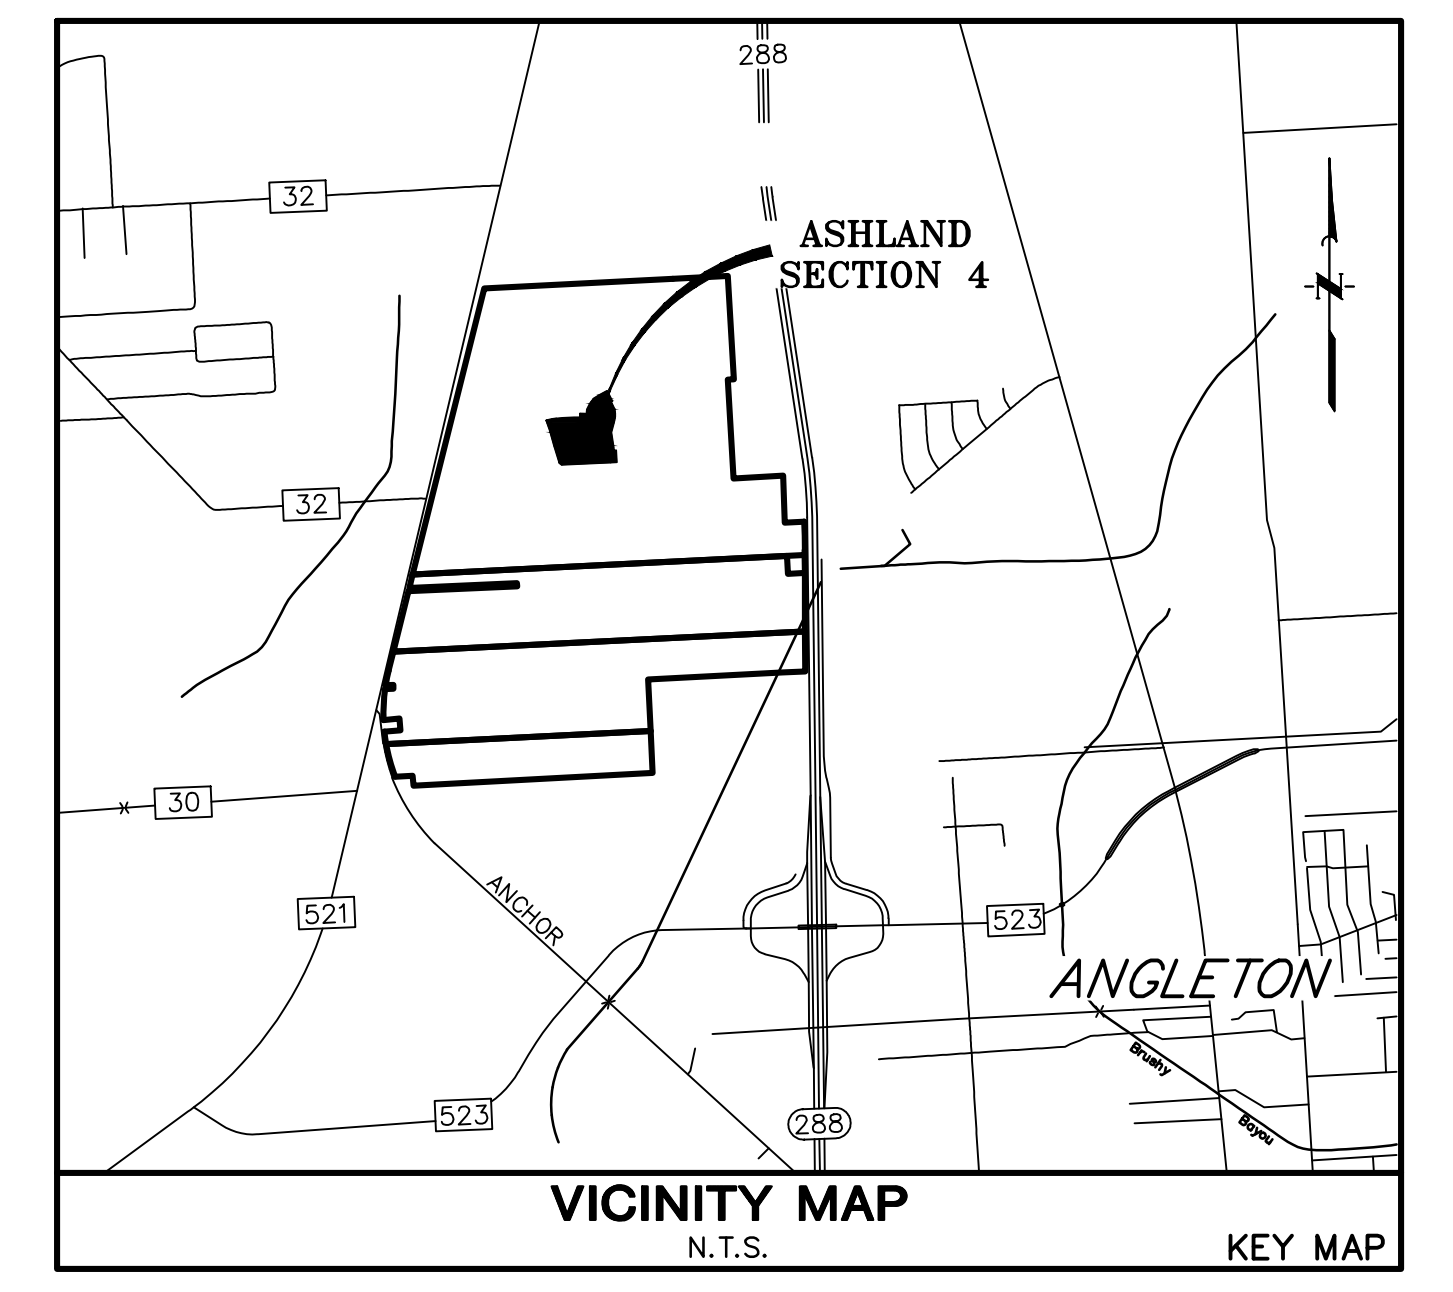 288
32
ASHLAND
SECTION 4
N
32
30
521
ANCHOR
523
ANGLETON
Brushy
523
288
Bayou
VICINITY MAP
N.T.S.
KEY MAP